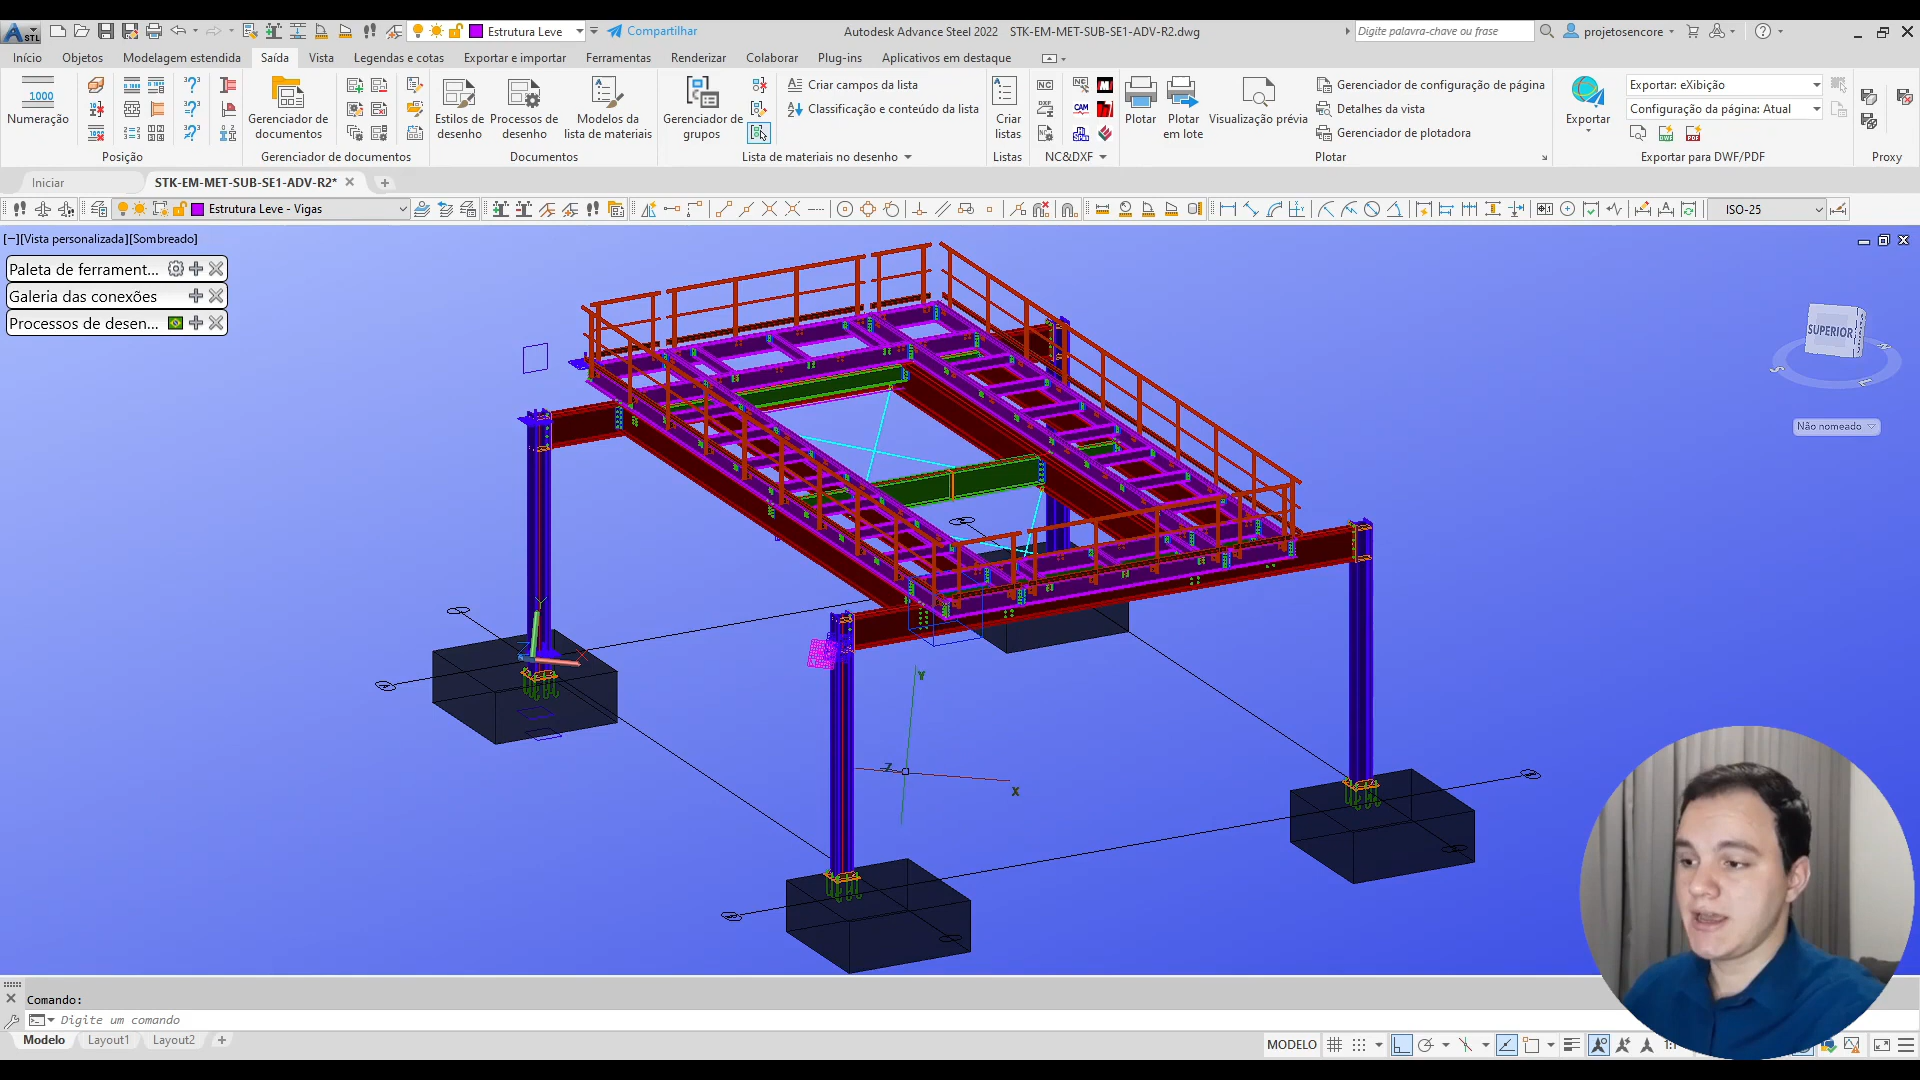 STL
Estrutura Leve
Compartilhar
Autodesk Advance Steel 2022 STK-EM-MET-SUB-SE1-ADV-R2.dwg
Digite palavra-chave ou frase
projetosencore
Início Objetos Modelagem estendida Saída Vista Legendas e cotas Exportar e importar Ferramentas Renderizar Colaborar Plug-ins Aplicativos em destaque
1000
Numeração
Posição
Gerenciador de documentos
Gerenciador de documentos
Estilos de desenho
Processos de desenho
Modelos da lista de materiais
Documentos
Gerenciador de grupos
Criar campos da lista
Classificação e conteúdo da lista
Lista de materiais no desenho
Criar listas
Listas
NC
DXF
CAM
NC&DXF
Plotar
Plotar em lote
Visualização prévia
Gerenciador de configuração de página
Detalhes da vista
Gerenciador de plotadora
Plotar
Exportar
Exportar: eXibição
Configuração da página: Atual
Exportar para DWF/PDF
Proxy
Iniciar
STK-EM-MET-SUB-SE1-ADV-R2*
Estrutura Leve - Vigas
ISO-25
[−][Vista personalizada][Sombreado]
Paleta de ferrament...
Galeria das conexões
Processos de desen...
SUPERIOR
Não nomeado
Y
Z
X
Comando:
Digite um comando
Modelo Layout1 Layout2
MODELO